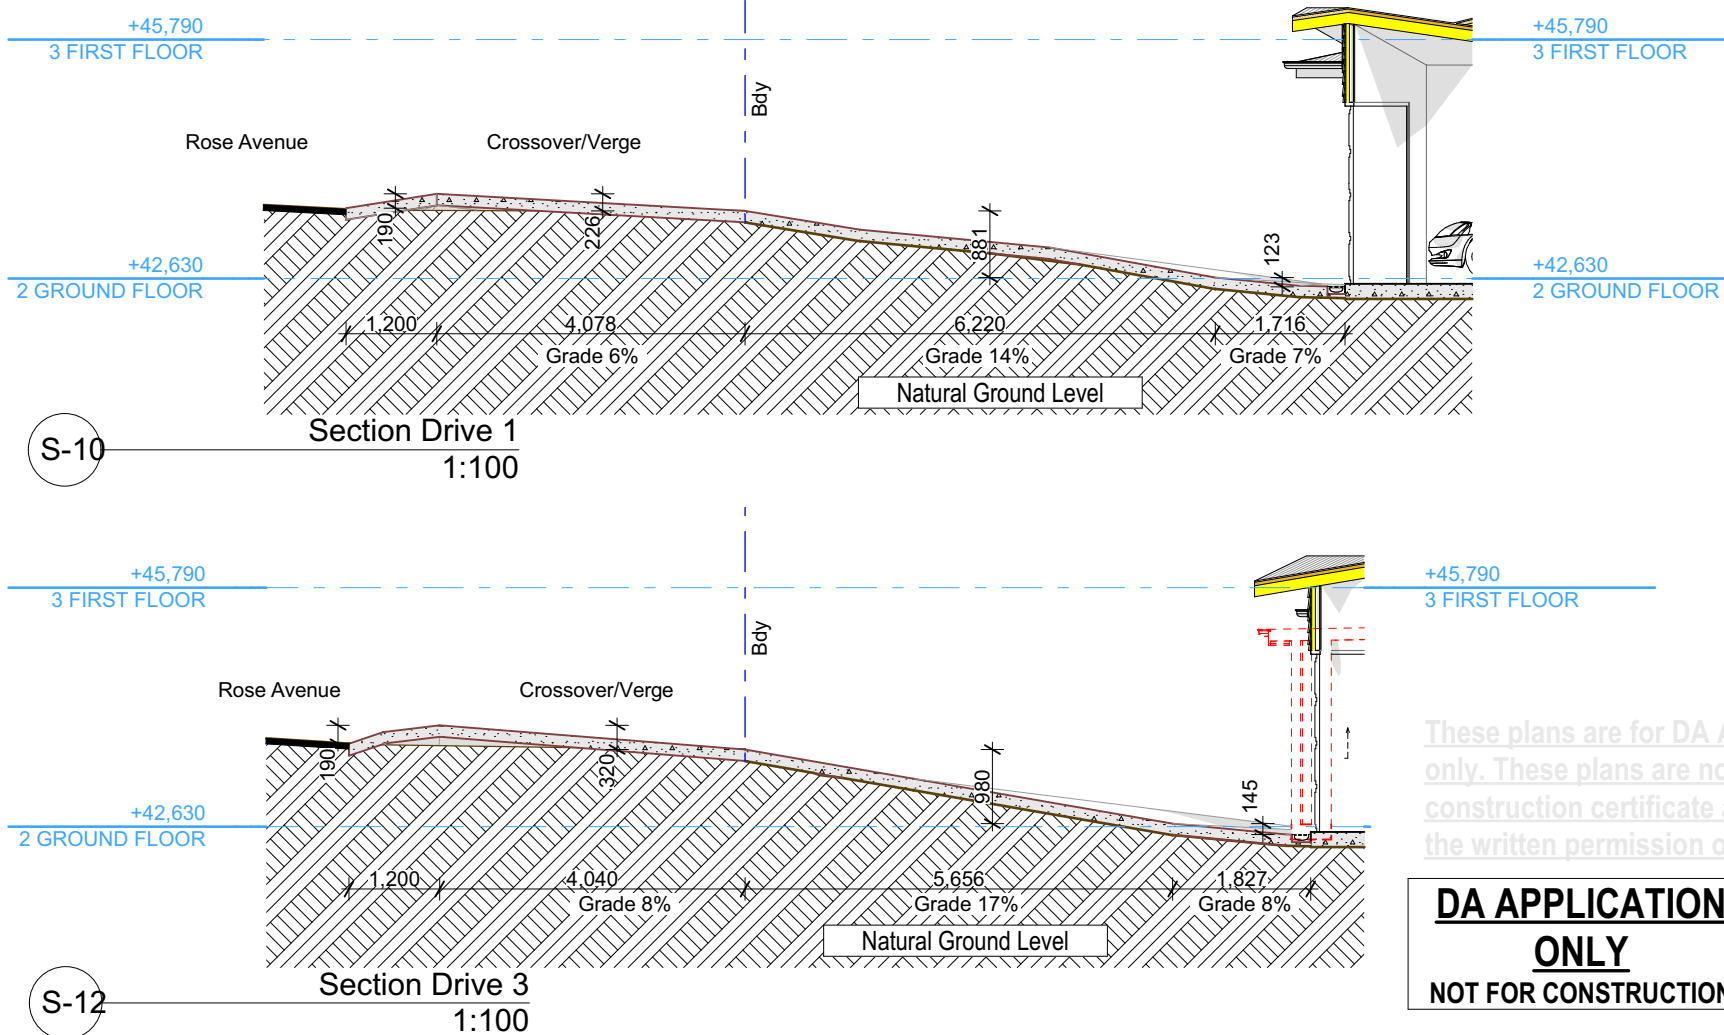 +45,790
3 FIRST FLOOR
+45,790
3 FIRST FLOOR
Bdy
Rose Avenue
Crossover/Verge
190
226
881
123
+42,630
2 GROUND FLOOR
+42,630
2 GROUND FLOOR
1,200
4,078
6,220
1,716
Grade 6%
Grade 14%
Grade 7%
Natural Ground Level
S-10
Section Drive 1
1:100
+45,790
3 FIRST FLOOR
+45,790
3 FIRST FLOOR
Bdy
Rose Avenue
Crossover/Verge
190
320
980
145
+42,630
2 GROUND FLOOR
1,200
4,040
5,656
1,827
Grade 8%
Grade 17%
Grade 8%
Natural Ground Level
S-12
Section Drive 3
1:100
These plans are for DA A
only. These plans are no
construction certificate
the written permission o
DA APPLICATION
ONLY
NOT FOR CONSTRUCTION